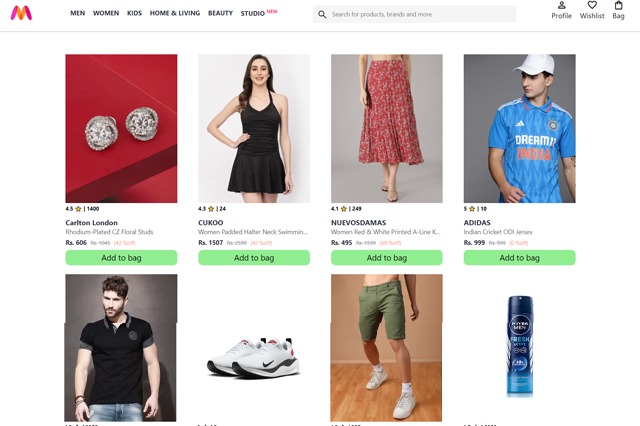 MEN WOMEN KIDS HOME & LIVING BEAUTY STUDIO NEW
Search for products, brands and more
Profile Wishlist Bag
DREAM11
INDIA
4.5 | 1400
4.3 | 24
4.1 | 249
5 | 10
Carlton London
CUKOO
NUEVOSDAMAS
ADIDAS
Rhodium-Plated CZ Floral Studs
Women Padded Halter Neck Swimmin...
Women Red & White Printed A-Line K...
Indian Cricket ODI Jersey
Rs. 606 Rs. 1045 (42 %off)
Rs. 1507 Rs. 2599 (42 %off)
Rs. 495 Rs. 1599 (69 %off)
Rs. 999 Rs. 999 (0 %off)
Add to bag
Add to bag
Add to bag
Add to bag
NIVEA
MEN
FRESH
ACTIVE
48h